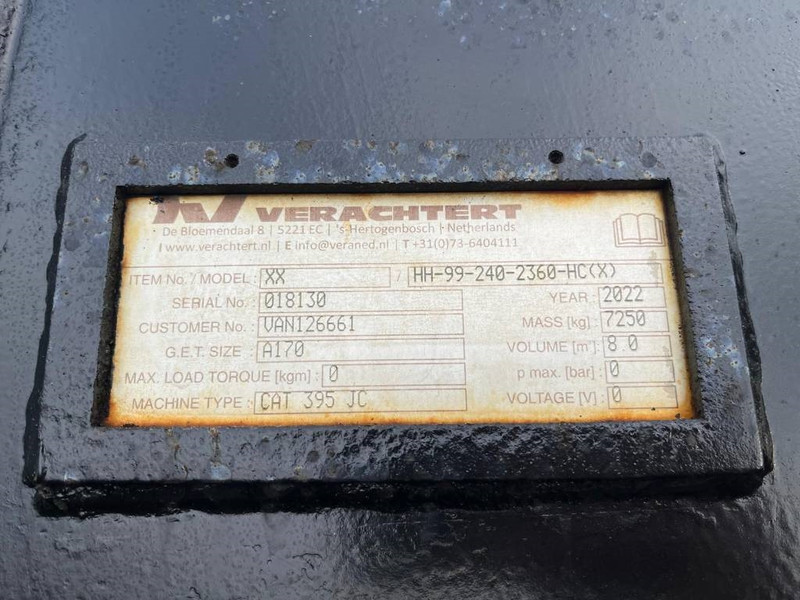 VERACHTERT
De Bloemendaal 8 | 5221 EC | 's-Hertogenbosch | Netherlands
I www.verachtert.nl | E info@veraned.nl | T +31(0)73-6404111
ITEM No. / MODEL : XX / HH-99-240-2360-HC(X)
SERIAL No. 018130 YEAR : 2022
CUSTOMER No. : VAN126661 MASS [kg] : 7250
G.E.T. SIZE : A170 VOLUME [m³] : 8.0
MAX. LOAD TORQUE [kgm] : 0 p max. [bar] : 0
MACHINE TYPE : CAT 395 JC VOLTAGE [V] : 0